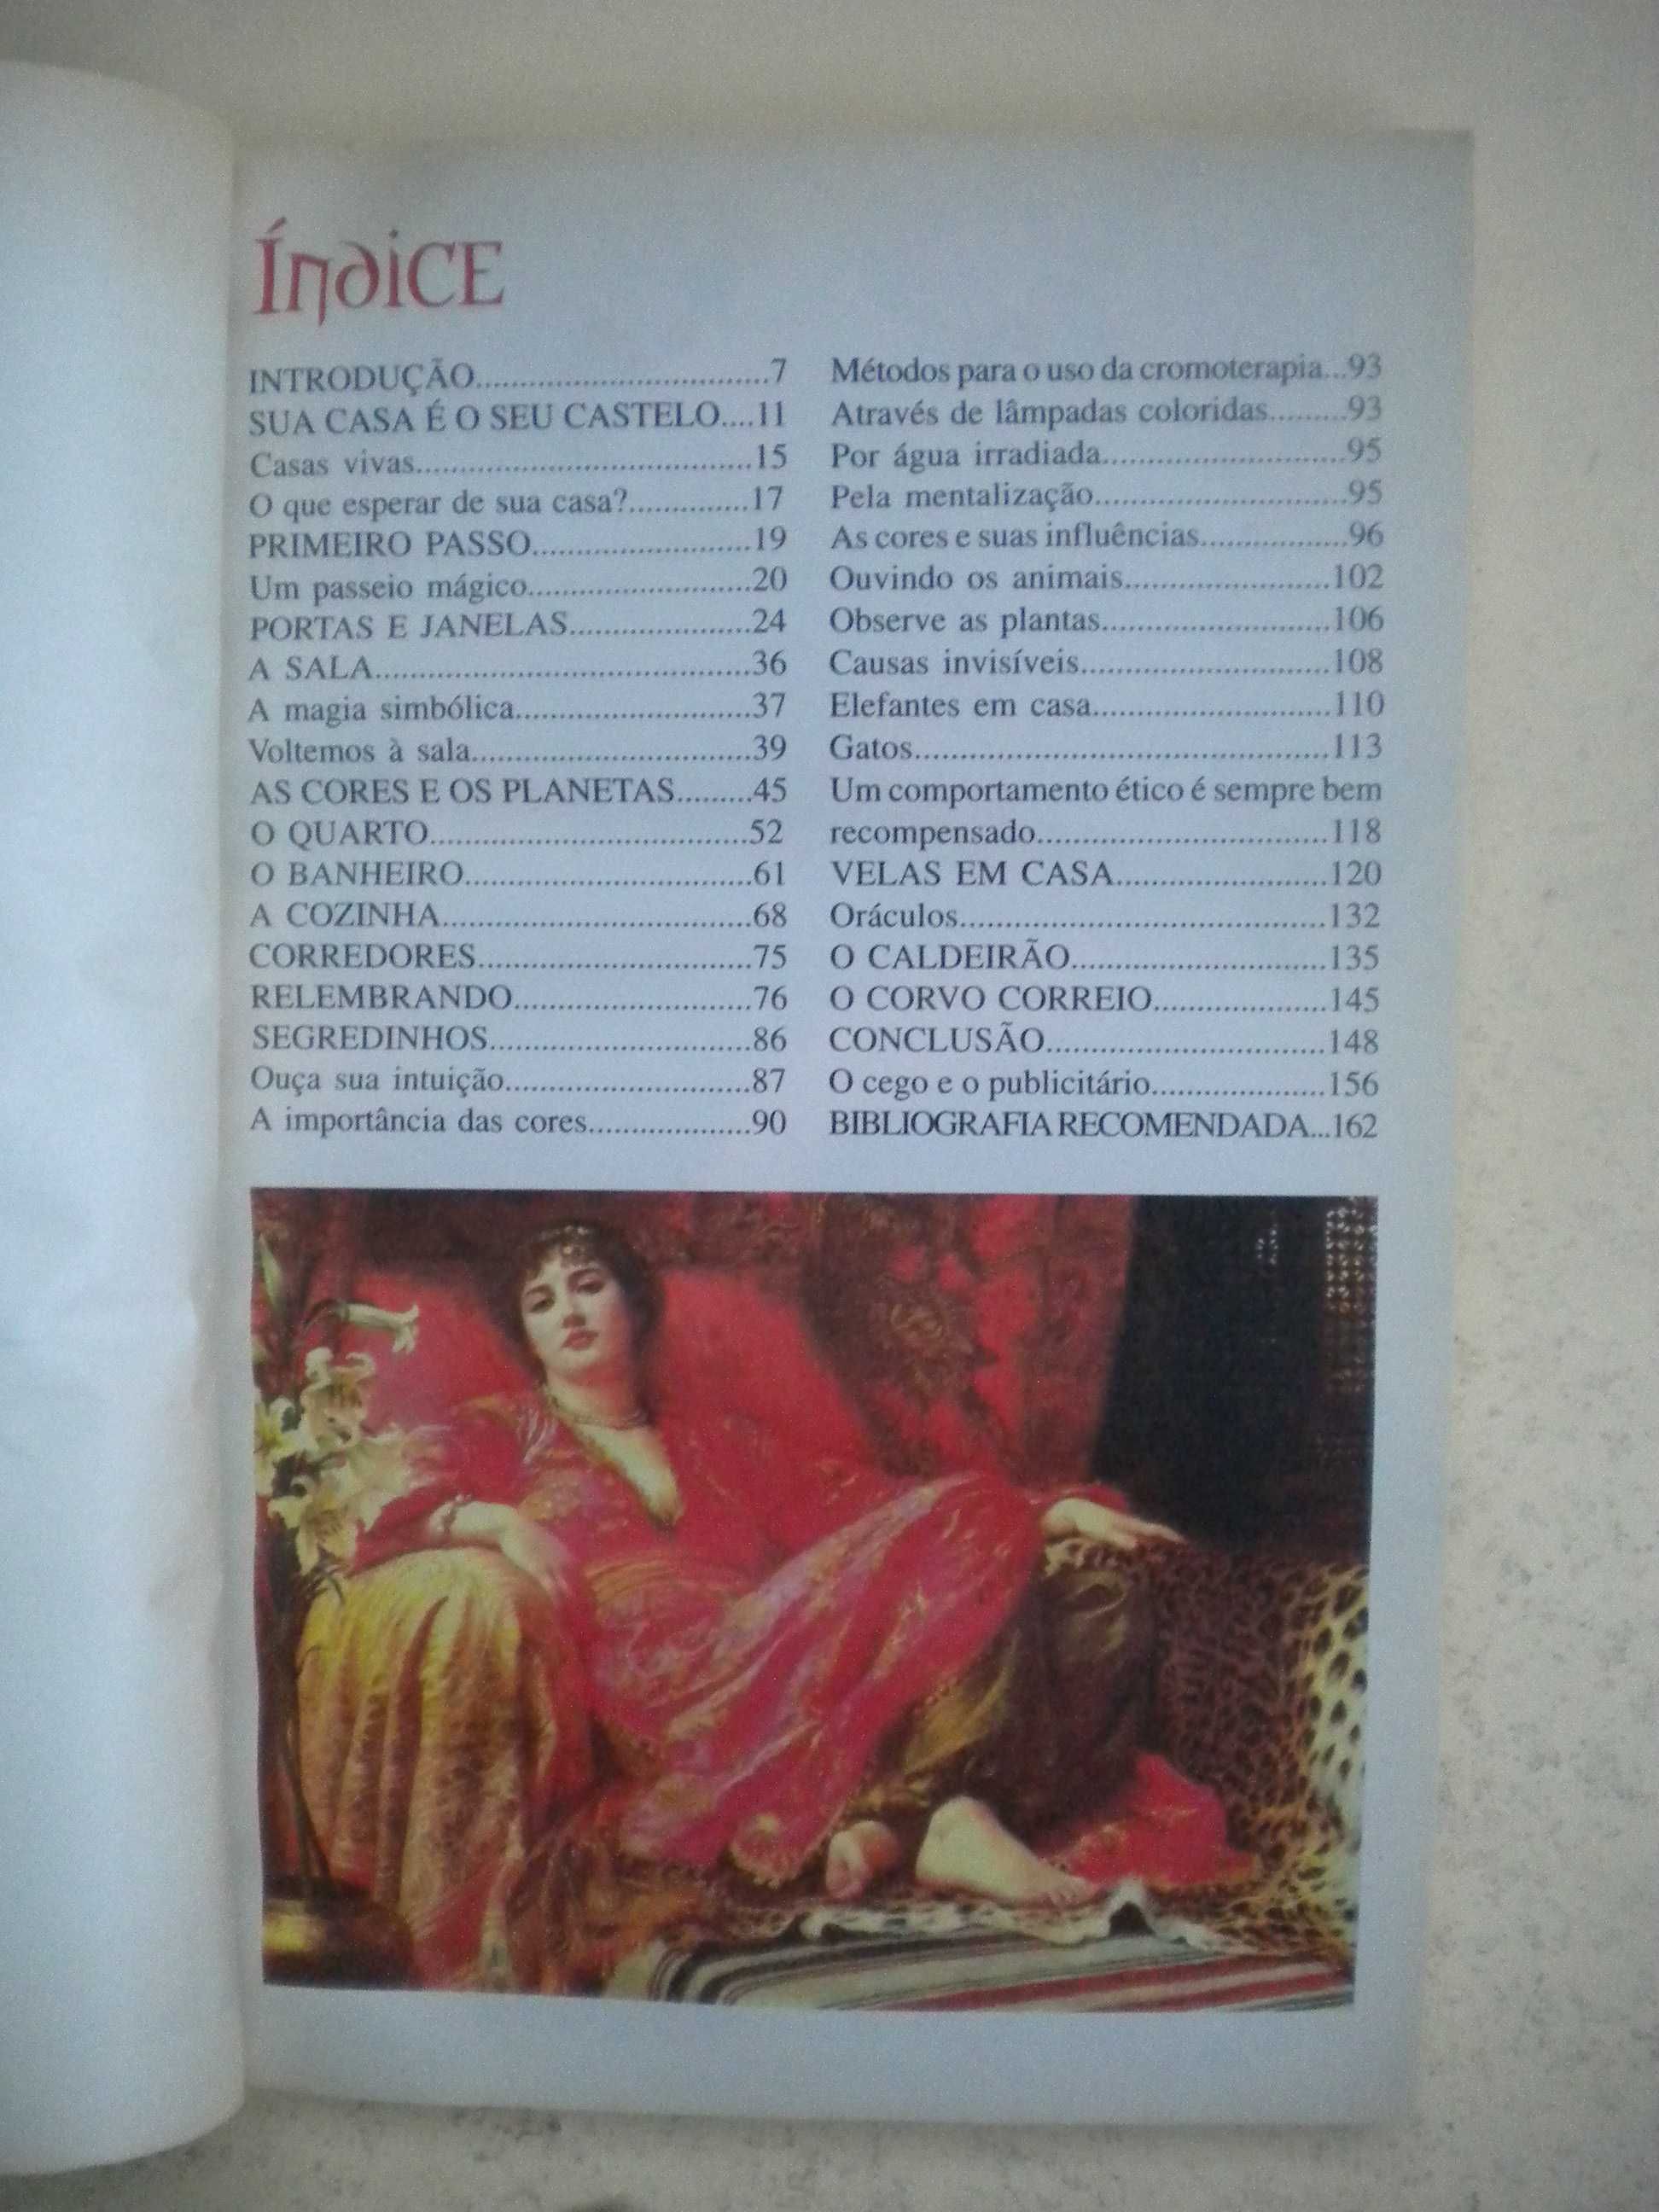 ÍNDICE
INTRODUÇÃO..................................7
SUA CASA É O SEU CASTELO....11
Casas vivas.......................................15
O que esperar de sua casa?..............17
PRIMEIRO PASSO.........................19
Um passeio mágico..........................20
PORTAS E JANELAS.....................24
A SALA............................................36
A magia simbólica...........................37
Voltemos à sala................................39
AS CORES E OS PLANETAS.........45
O QUARTO.....................................52
O BANHEIRO.................................61
A COZINHA....................................68
CORREDORES................................75
RELEMBRANDO............................76
SEGREDINHOS..............................86
Ouça sua intuição............................87
A importância das cores...................90
Métodos para o uso da cromoterapia...93
Através de lâmpadas coloridas.........93
Por água irradiada............................95
Pela mentalização.............................95
As cores e suas influências.................96
Ouvindo os animais.......................102
Observe as plantas..........................106
Causas invisíveis............................108
Elefantes em casa...........................110
Gatos................................................113
Um comportamento ético é sempre bem
recompensado.................................118
VELAS EM CASA........................120
Oráculos..........................................132
O CALDEIRÃO.............................135
O CORVO CORREIO....................145
CONCLUSÃO................................148
O cego e o publicitário....................156
BIBLIOGRAFIA RECOMENDADA...162